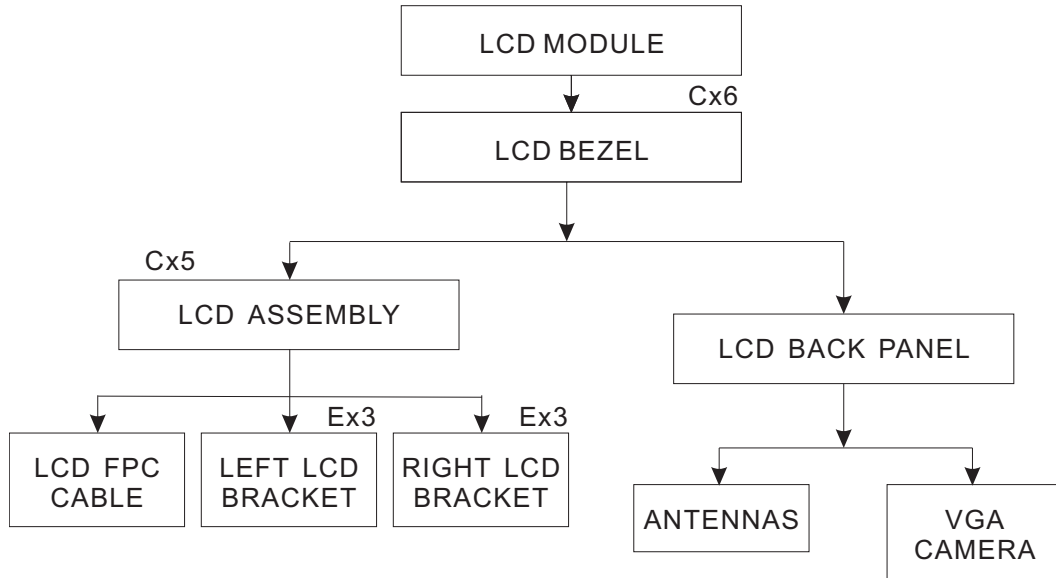 LCD MODULE
Cx6
LCD BEZEL
Cx5
LCD ASSEMBLY
LCD BACK PANEL
Ex3
Ex3
LCD FPC
CABLE
LEFT LCD
BRACKET
RIGHT LCD
BRACKET
ANTENNAS
VGA
CAMERA